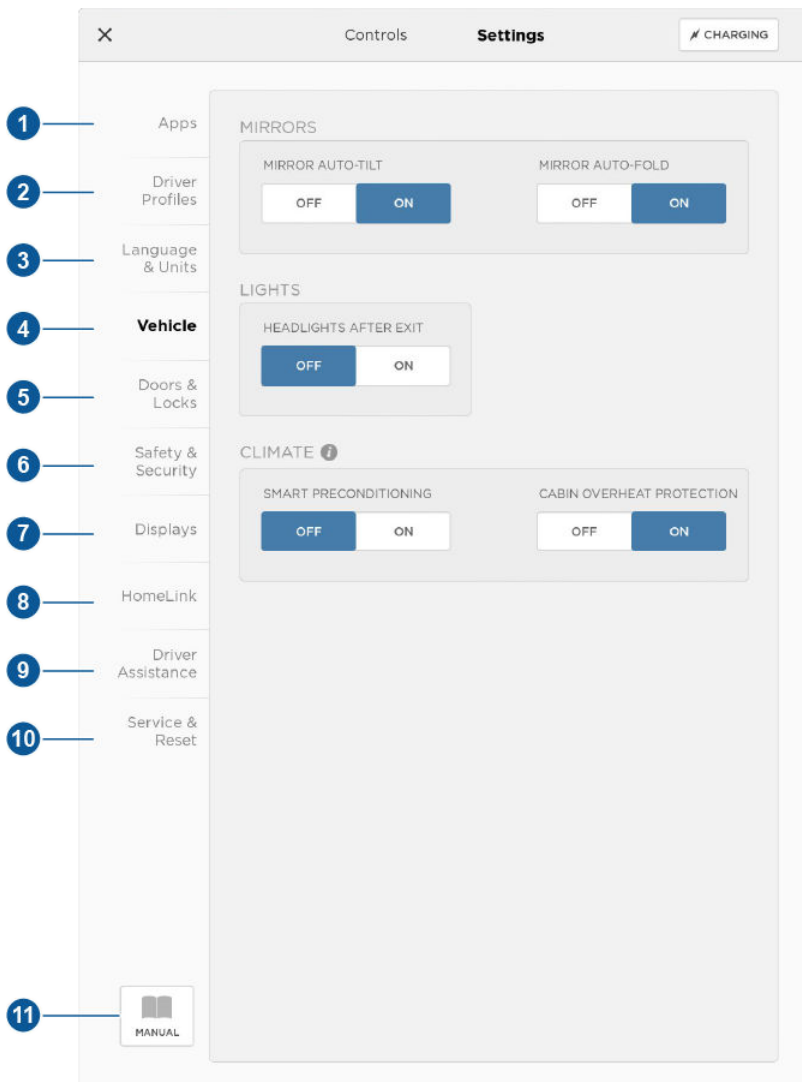 Controls
Settings
CHARGING
1
Apps
2
Driver
Profiles
3
Language
& Units
4
Vehicle
5
Doors &
Locks
6
Safety &
Security
7
Displays
8
HomeLink
9
Driver
Assistance
10
Service &
Reset
11
MANUAL
MIRRORS
MIRROR AUTO-TILT
OFF ON
MIRROR AUTO-FOLD
OFF ON
LIGHTS
HEADLIGHTS AFTER EXIT
OFF ON
CLIMATE i
SMART PRECONDITIONING
OFF ON
CABIN OVERHEAT PROTECTION
OFF ON